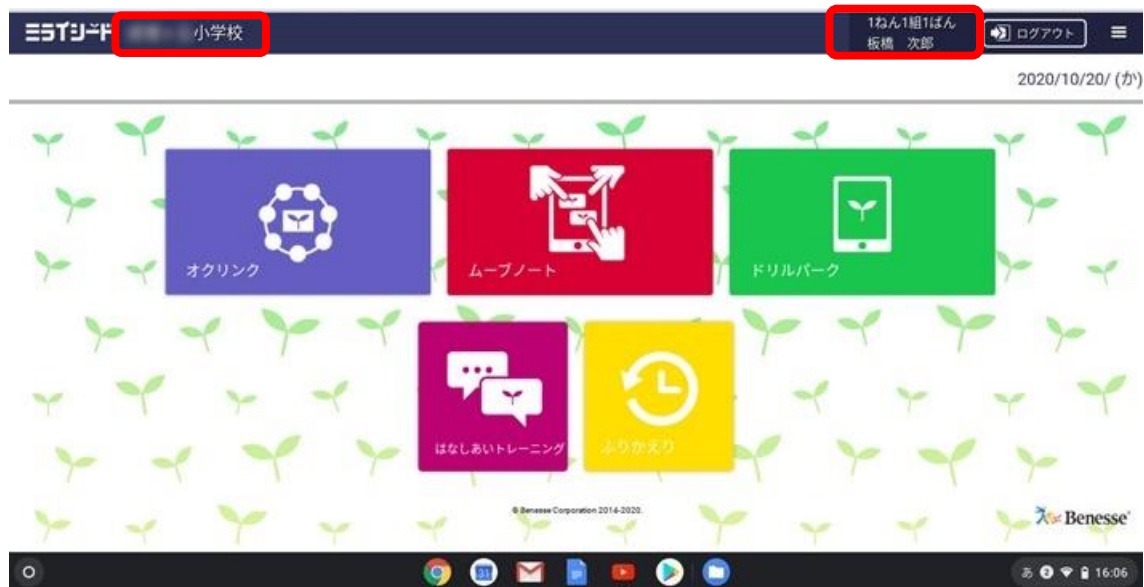 ミライシード 小学校
1ねん1組1ばん
板橋 次郎
ログアウト
2020/10/20/ (か)
オクリンク
ムーブノート
ドリルパーク
はなしあいトレーニング
ふりかえり
© Benesse Corporation 2014-2020.
Benesse
31
あ 2 16:06